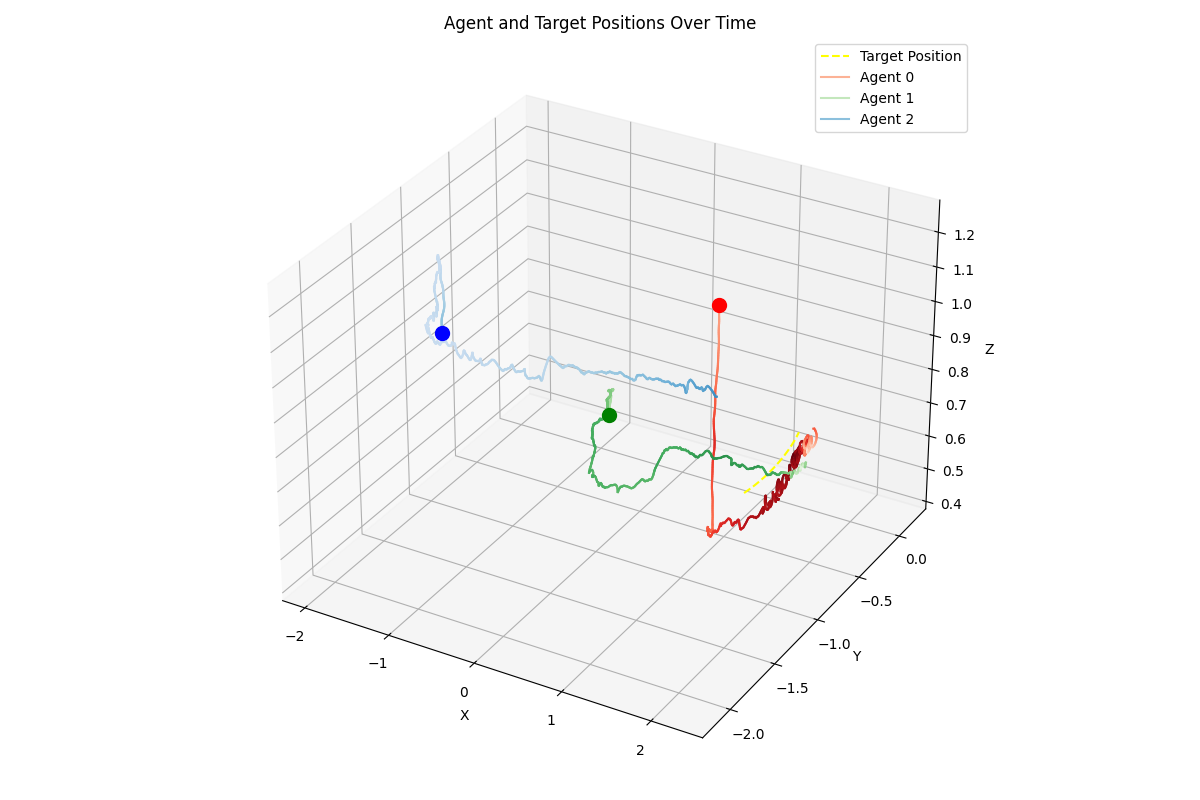 Agent and Target Positions Over Time
Target Position
Agent 0
Agent 1
Agent 2
1.2
1.1
1.0
0.9
0.8
0.7
0.6
0.5
0.4
Z
0.0
−0.5
−1.0
−1.5
−2.0
Y
−2
−1
0
1
2
X